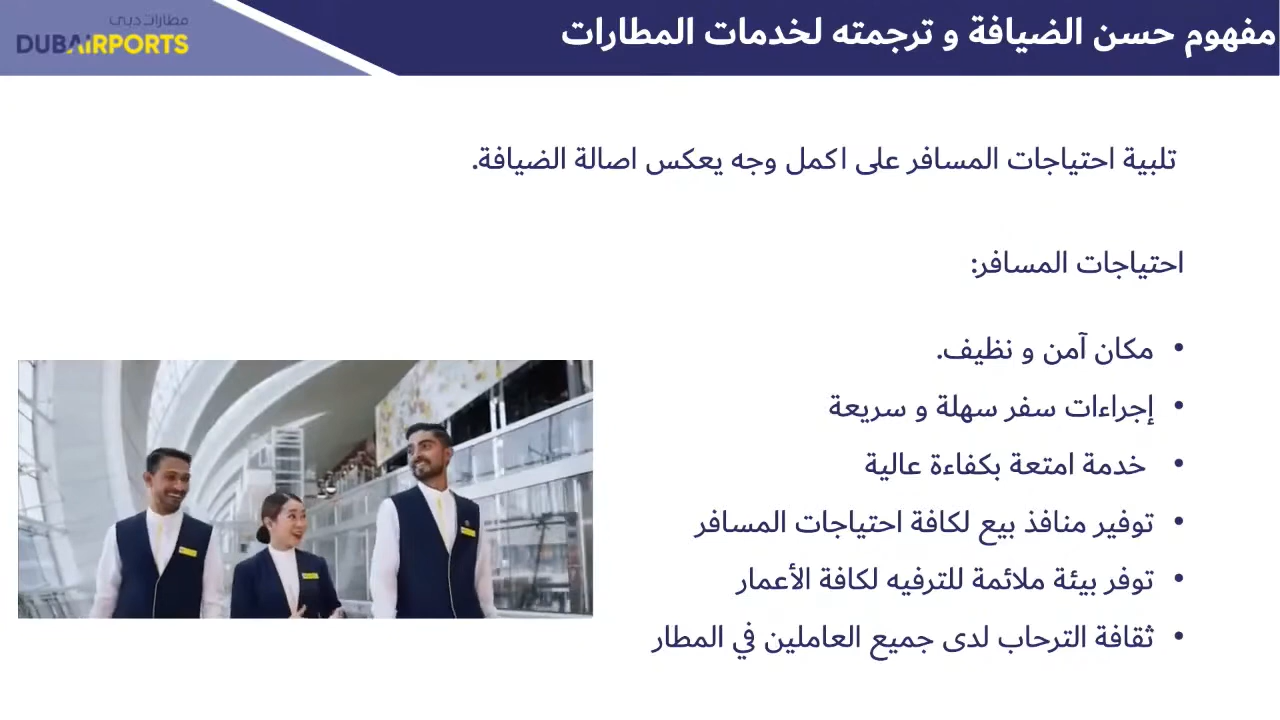 مطارات دبي
DUBAI AIRPORTS
مفهوم حسن الضيافة و ترجمته لخدمات المطارات
تلبية احتياجات المسافر على اكمل وجه يعكس اصالة الضيافة.
احتياجات المسافر:
• مكان آمن و نظيف.
• إجراءات سفر سهلة و سريعة
• خدمة امتعة بكفاءة عالية
• توفير منافذ بيع لكافة احتياجات المسافر
• توفر بيئة ملائمة للترفيه لكافة الأعمار
• ثقافة الترحاب لدى جميع العاملين في المطار